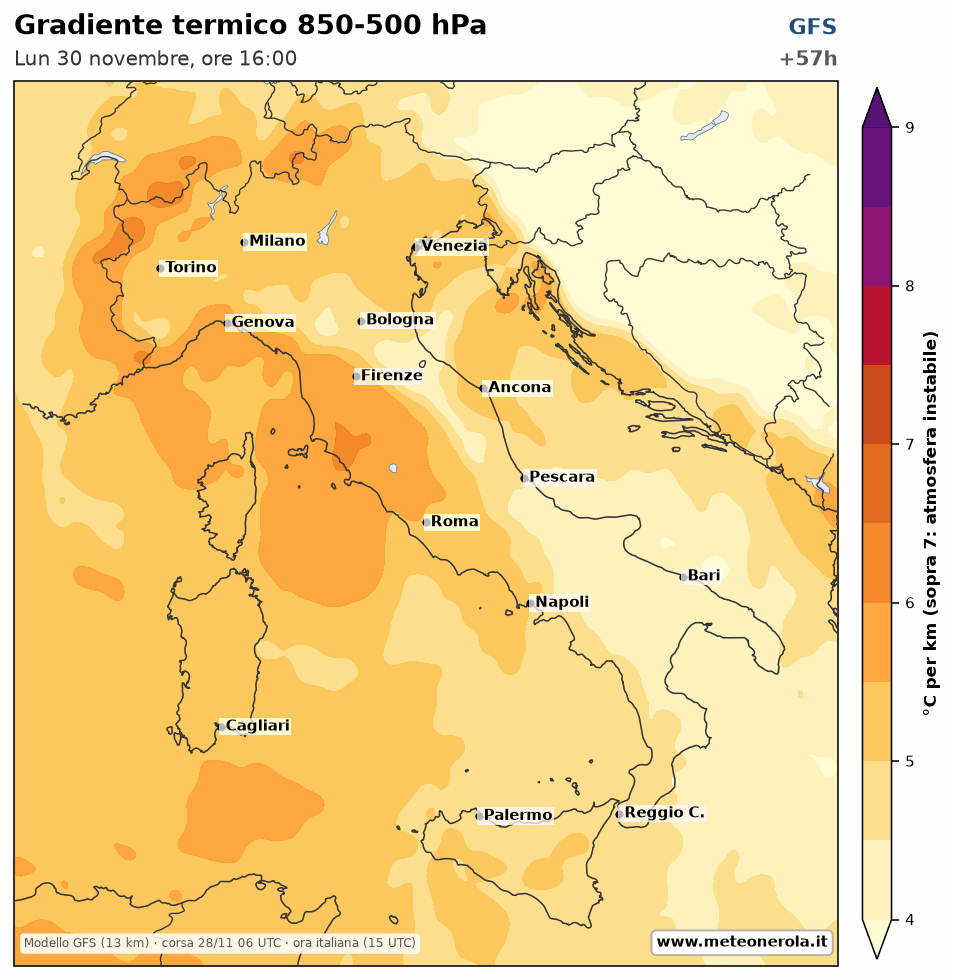 Gradiente termico 850-500 hPa
GFS
Lun 30 novembre, ore 16:00
+57h
Milano
Venezia
Torino
Genova
Bologna
Firenze
Ancona
Pescara
Roma
Bari
Napoli
Cagliari
Palermo
Reggio C.
9
8
7
6
5
4
°C per km (sopra 7: atmosfera instabile)
Modello GFS (13 km) · corsa 28/11 06 UTC · ora italiana (15 UTC)
www.meteonerola.it